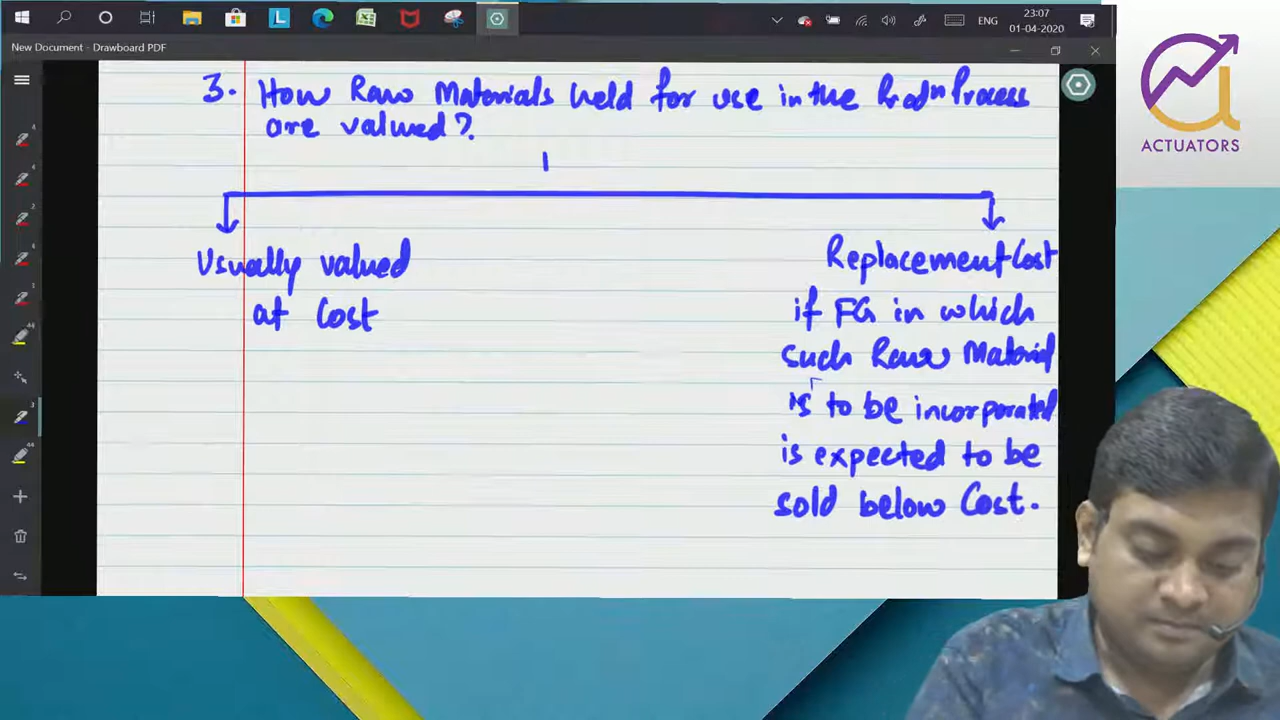 23:07
ENG
01-04-2020
New Document - Drawboard PDF
3. How Raw Materials held for use in the Prodn Process
are valued?
Usually valued
at Cost
Replacement Cost
if FG in which
such Raw Material
is to be incorporated
is expected to be
sold below Cost.
ACTUATORS